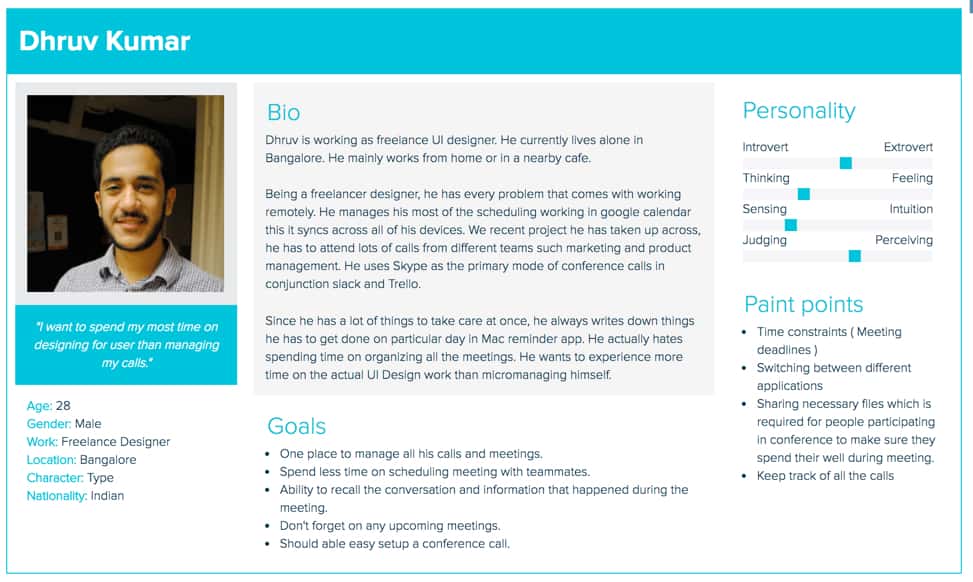 Dhruv Kumar
"I want to spend my most time on
designing for user than managing
my calls."
Age: 28
Gender: Male
Work: Freelance Designer
Location: Bangalore
Character: Type
Nationality: Indian
Bio
Dhruv is working as freelance UI designer. He currently lives alone in
Bangalore. He mainly works from home or in a nearby cafe.
Being a freelancer designer, he has every problem that comes with working
remotely. He manages his most of the scheduling working in google calendar
this it syncs across all of his devices. We recent project he has taken up across,
he has to attend lots of calls from different teams such marketing and product
management. He uses Skype as the primary mode of conference calls in
conjunction slack and Trello.
Since he has a lot of things to take care at once, he always writes down things
he has to get done on particular day in Mac reminder app. He actually hates
spending time on organizing all the meetings. He wants to experience more
time on the actual UI Design work than micromanaging himself.
Goals
• One place to manage all his calls and meetings.
• Spend less time on scheduling meeting with teammates.
• Ability to recall the conversation and information that happened during the
meeting.
• Don't forget on any upcoming meetings.
• Should able easy setup a conference call.
Personality
Introvert Extrovert
Thinking Feeling
Sensing Intuition
Judging Perceiving
Paint points
• Time constraints ( Meeting
deadlines )
• Switching between different
applications
• Sharing necessary files which is
required for people participating
in conference to make sure they
spend their well during meeting.
• Keep track of all the calls